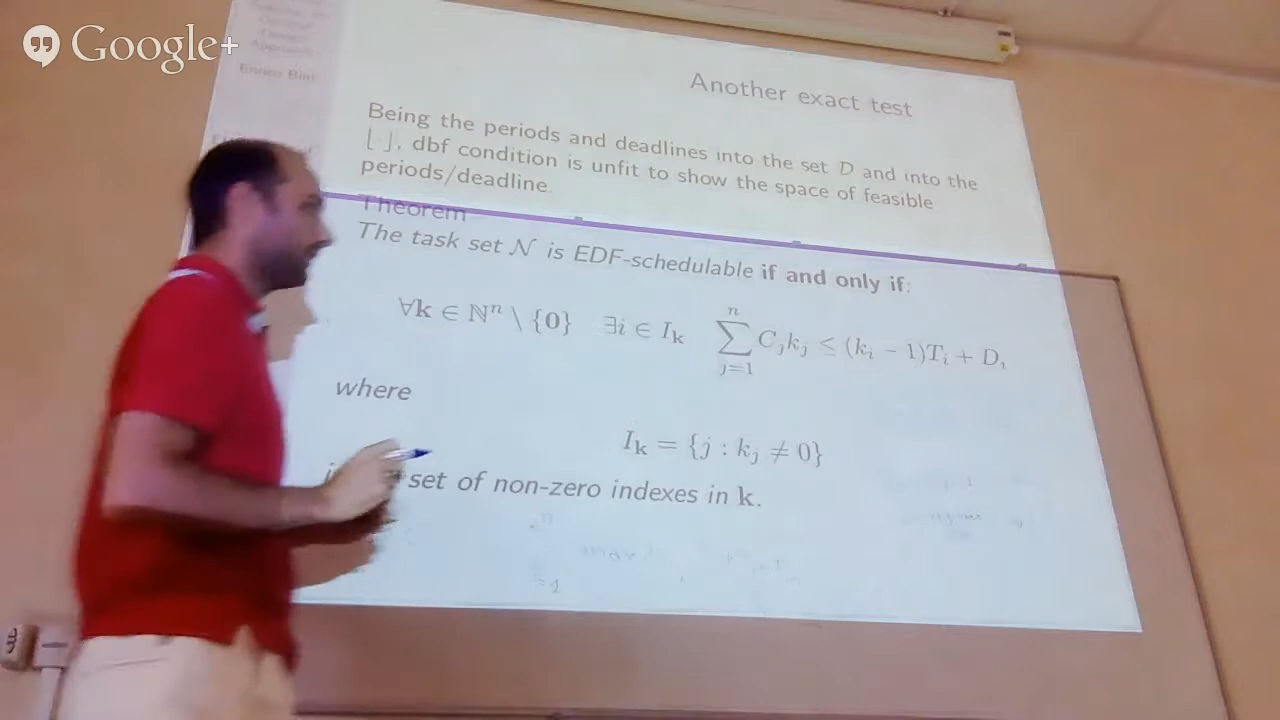 Google+
Enrico Bini
Another exact test
Being the periods and deadlines into the set D and into the
⌊·⌋, dbf condition is unfit to show the space of feasible
periods/deadline.
Theorem
The task set 𝒩 is EDF-schedulable if and only if:
∀k ∈ ℕⁿ \ {0} ∃i ∈ I_k ∑_{j=1}^{n} C_j k_j ≤ (k_i − 1)T_i + D_i
where
I_k = {j : k_j ≠ 0}
set of non-zero indexes in k.